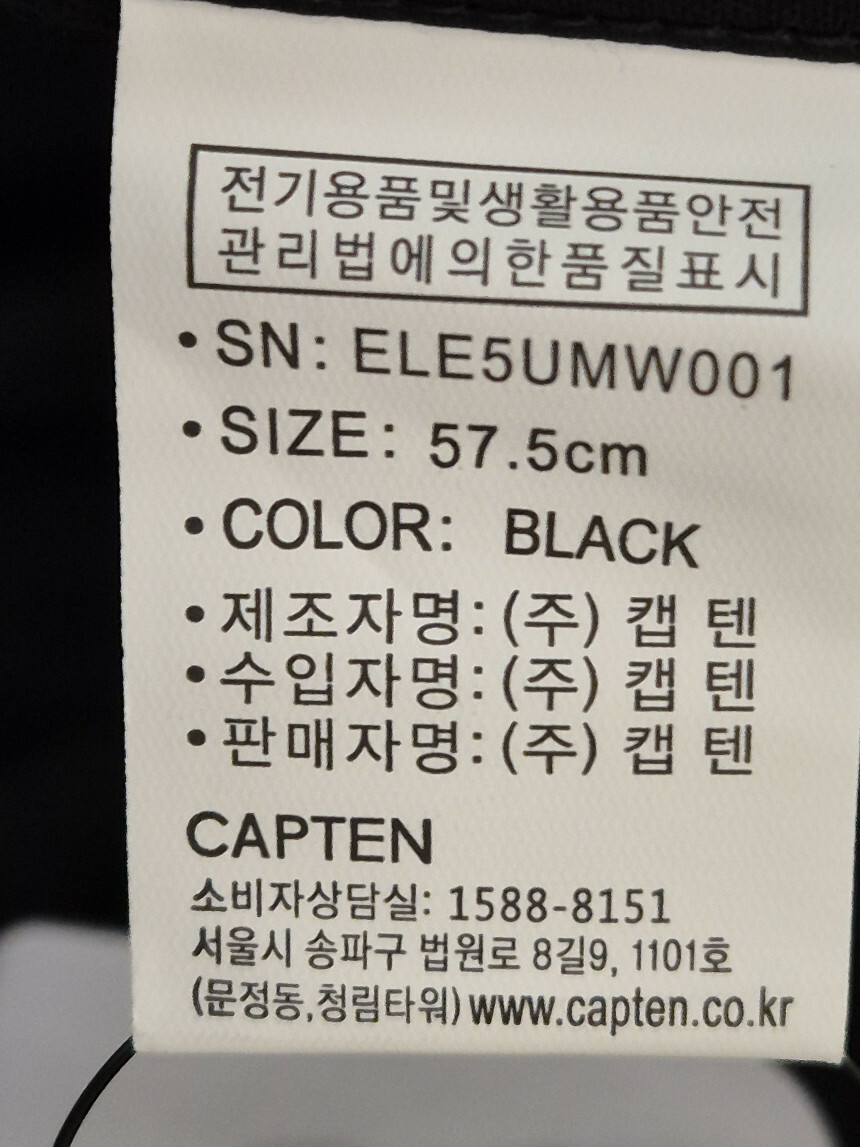 전기용품및생활용품안전
관리법에의한품질표시
• SN: ELE5UMW001
• SIZE: 57.5cm
• COLOR: BLACK
• 제조자명:(주) 캡 텐
• 수입자명:(주) 캡 텐
• 판매자명:(주) 캡 텐
CAPTEN
소비자상담실: 1588-8151
서울시 송파구 법원로 8길9, 1101호
(문정동,청림타워) www.capten.co.kr